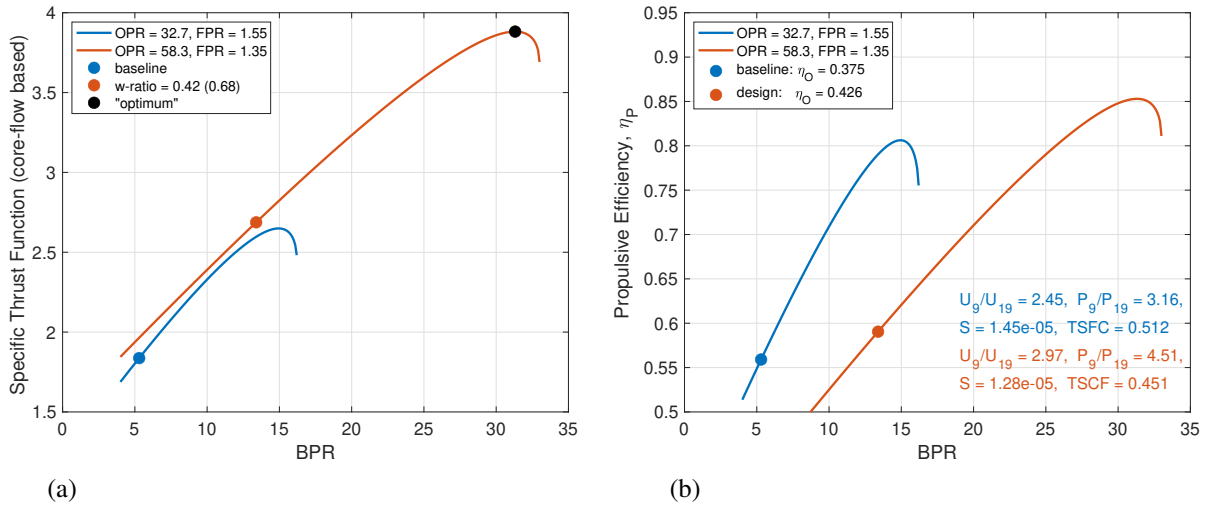 4
3.5
3
2.5
2
1.5
Specific Thrust Function (core-flow based)
OPR = 32.7, FPR = 1.55
OPR = 58.3, FPR = 1.35
baseline
w-ratio = 0.42 (0.68)
"optimum"
0 5 10 15 20 25 30 35
BPR
(a)
0.95
0.9
0.85
0.8
0.75
0.7
0.65
0.6
0.55
0.5
Propulsive Efficiency, η_P
OPR = 32.7, FPR = 1.55
OPR = 58.3, FPR = 1.35
baseline: η_O = 0.375
design: η_O = 0.426
U_9/U_19 = 2.45, P_9/P_19 = 3.16,
S = 1.45e-05, TSFC = 0.512
U_9/U_19 = 2.97, P_9/P_19 = 4.51,
S = 1.28e-05, TSCF = 0.451
0 5 10 15 20 25 30 35
BPR
(b)